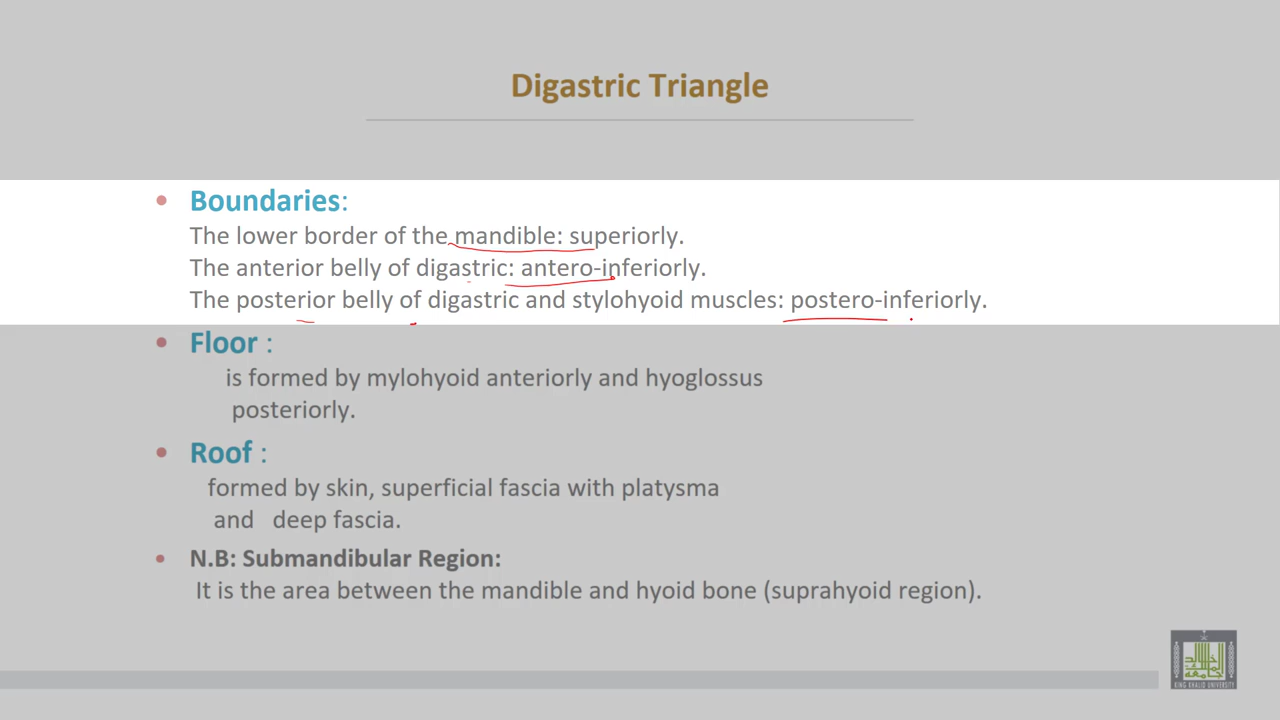 Digastric Triangle
• Boundaries:
The lower border of the mandible: superiorly.
The anterior belly of digastric: antero-inferiorly.
The posterior belly of digastric and stylohyoid muscles: postero-inferiorly.
• Floor :
is formed by mylohyoid anteriorly and hyoglossus
posteriorly.
• Roof :
formed by skin, superficial fascia with platysma
and deep fascia.
• N.B: Submandibular Region:
It is the area between the mandible and hyoid bone (suprahyoid region).
KING KHALID UNIVERSITY